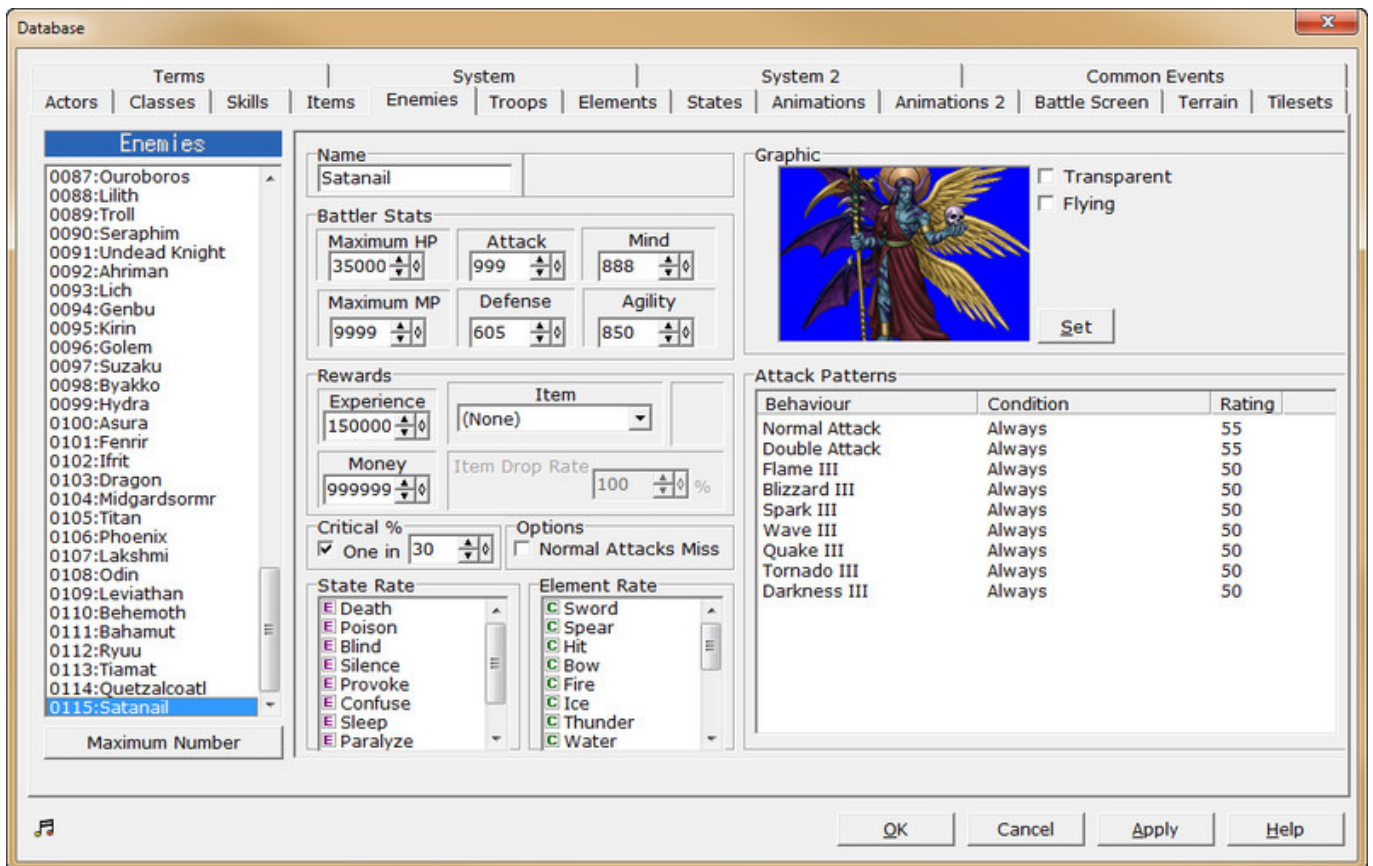 Database
Terms System System 2 Common Events
Actors Classes Skills Items Enemies Troops Elements States Animations Animations 2 Battle Screen Terrain Tilesets
Enemies
0087:Ouroboros
0088:Lilith
0089:Troll
0090:Seraphim
0091:Undead Knight
0092:Ahriman
0093:Lich
0094:Genbu
0095:Kirin
0096:Golem
0097:Suzaku
0098:Byakko
0099:Hydra
0100:Asura
0101:Fenrir
0102:Ifrit
0103:Dragon
0104:Midgardsormr
0105:Titan
0106:Phoenix
0107:Lakshmi
0108:Odin
0109:Leviathan
0110:Behemoth
0111:Bahamut
0112:Ryuu
0113:Tiamat
0114:Quetzalcoatl
0115:Satanail
Maximum Number
Name
Satanail
Battler Stats
Maximum HP Attack Mind
35000 999 888
Maximum MP Defense Agility
9999 605 850
Rewards
Experience Item
150000 (None)
Money Item Drop Rate
999999 100 %
Critical % Options
One in 30 Normal Attacks Miss
State Rate
E Death
E Poison
E Blind
E Silence
E Provoke
E Confuse
E Sleep
E Paralyze
Element Rate
C Sword
C Spear
C Hit
C Bow
C Fire
C Ice
C Thunder
C Water
Graphic
Transparent
Flying
Set
Attack Patterns
Behaviour Condition Rating
Normal Attack Always 55
Double Attack Always 55
Flame III Always 50
Blizzard III Always 50
Spark III Always 50
Wave III Always 50
Quake III Always 50
Tornado III Always 50
Darkness III Always 50
OK Cancel Apply Help